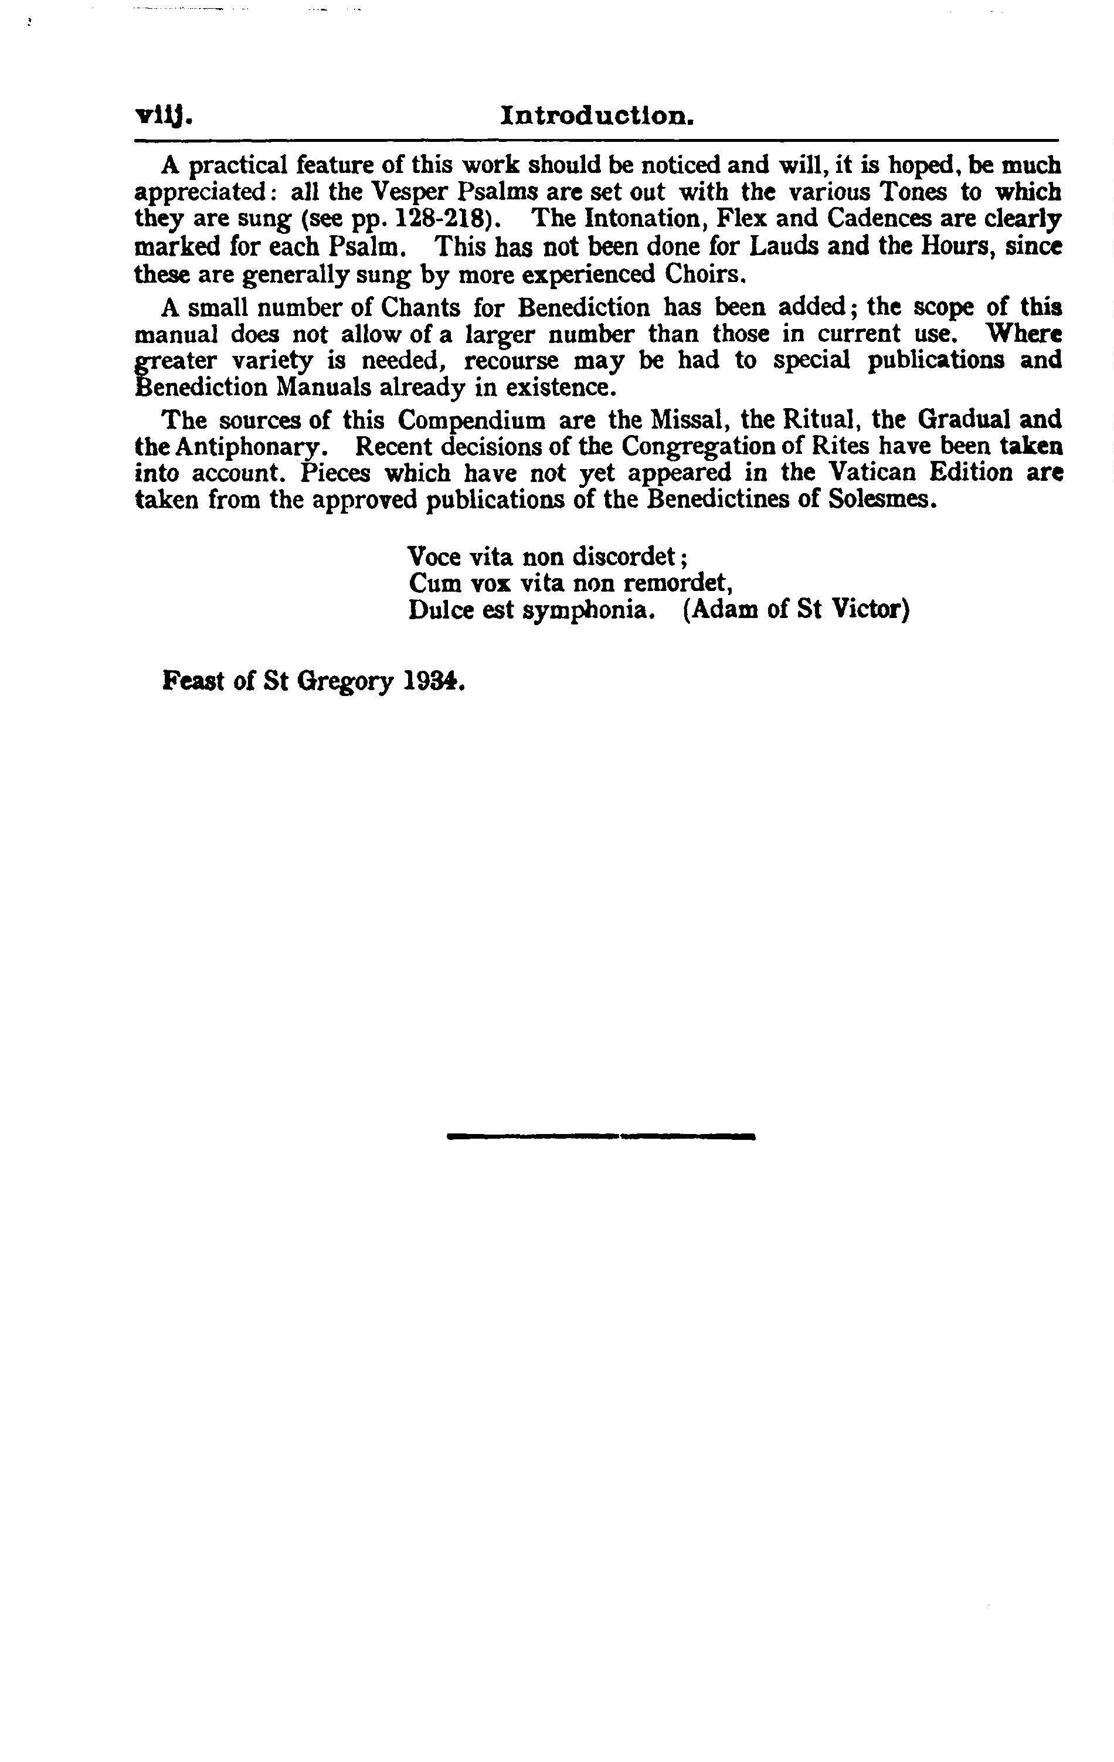 viij. Introduction.
A practical feature of this work should be noticed and will, it is hoped, be much
appreciated: all the Vesper Psalms are set out with the various Tones to which
they are sung (see pp. 128-218). The Intonation, Flex and Cadences are clearly
marked for each Psalm. This has not been done for Lauds and the Hours, since
these are generally sung by more experienced Choirs.
A small number of Chants for Benediction has been added; the scope of this
manual does not allow of a larger number than those in current use. Where
greater variety is needed, recourse may be had to special publications and
Benediction Manuals already in existence.
The sources of this Compendium are the Missal, the Ritual, the Gradual and
the Antiphonary. Recent decisions of the Congregation of Rites have been taken
into account. Pieces which have not yet appeared in the Vatican Edition are
taken from the approved publications of the Benedictines of Solesmes.
Voce vita non discordet;
Cum vox vita non remordet,
Dulce est symphonia. (Adam of St Victor)
Feast of St Gregory 1934.